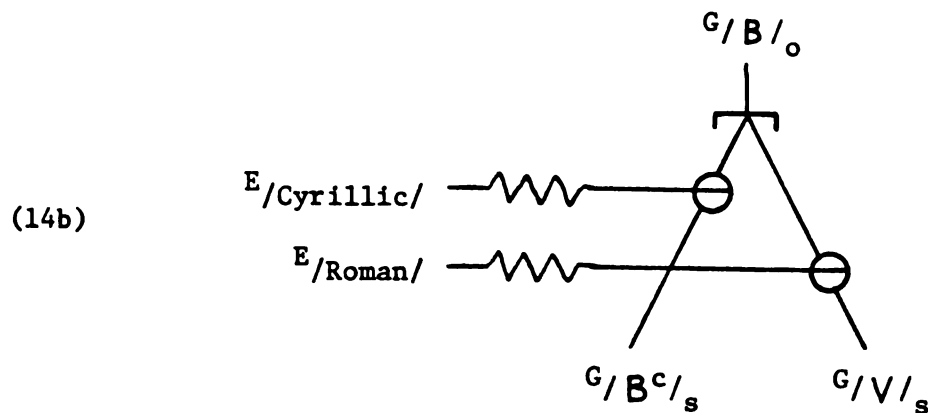 G/B/o
E/Cyrillic/
(14b)
E/Roman/
G/Bᶜ/s
G/V/s